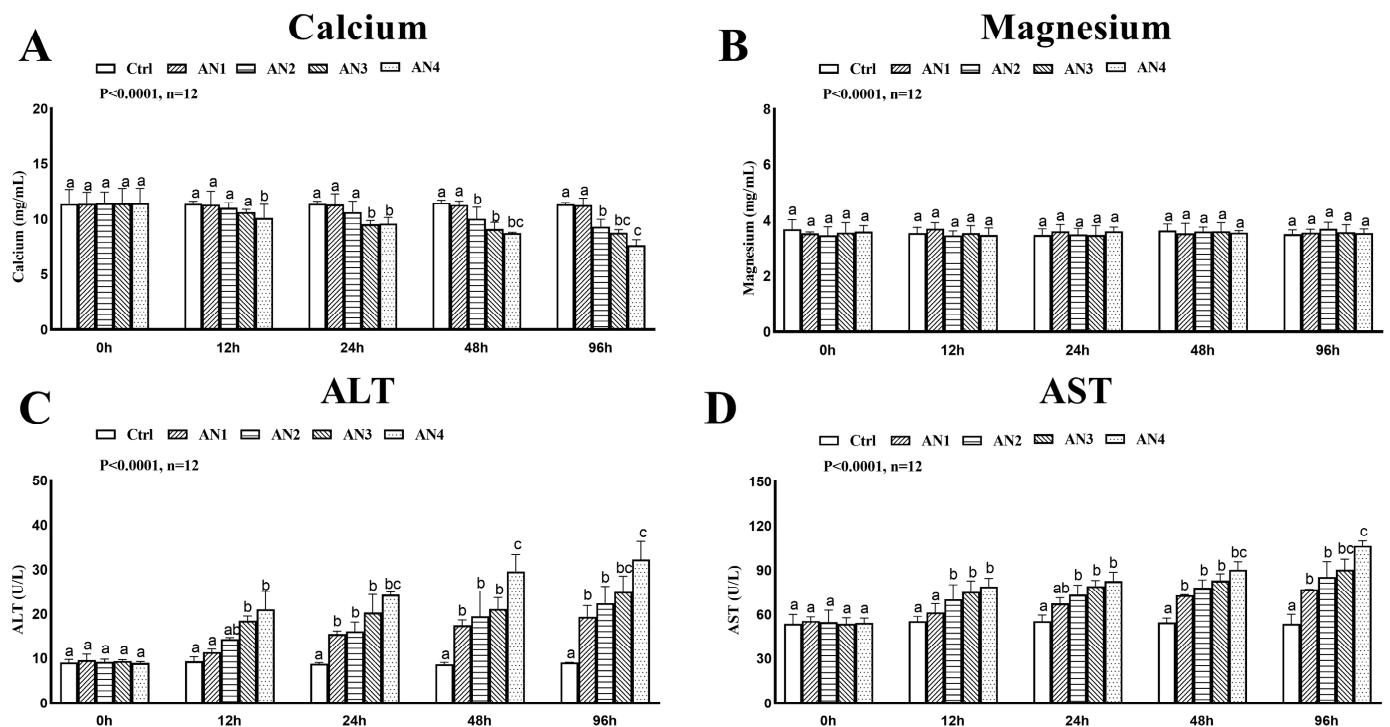 A
Calcium
Ctrl AN1 AN2 AN3 AN4
P<0.0001, n=12
Calcium (mg/mL)
20
15
10
5
0
a a a a a
a a a a b
a a a b b
a a b b bc
a a b bc c
0h 12h 24h 48h 96h
B
Magnesium
Ctrl AN1 AN2 AN3 AN4
P<0.0001, n=12
Magnesium (mg/mL)
8
6
4
2
0
a a a a a
a a a a a
a a a a a
a a a a a
a a a a a
0h 12h 24h 48h 96h
C
ALT
Ctrl AN1 AN2 AN3 AN4
P<0.0001, n=12
ALT (U/L)
50
40
30
20
10
0
a a a a a
a a ab b b
a b b b bc
a b b b c
a b b bc c
0h 12h 24h 48h 96h
D
AST
Ctrl AN1 AN2 AN3 AN4
P<0.0001, n=12
AST (U/L)
150
120
90
60
30
0
a a a a a
a a b b b
a ab b b b
a b b b bc
a b b bc c
0h 12h 24h 48h 96h